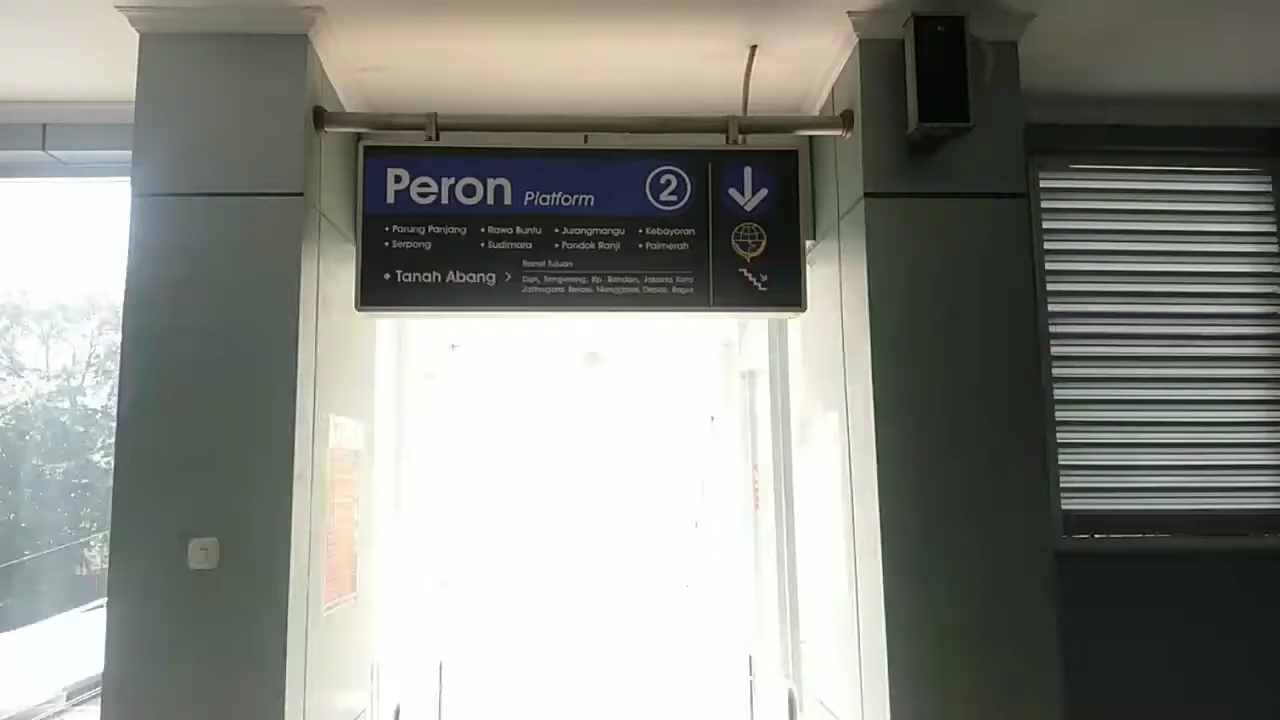 Peron Platform 2
• Parung Panjang • Rawa Buntu • Jurangmangu • Kebayoran
• Serpong • Sudimara • Pondok Ranji • Palmerah
Transit Tujuan
• Tanah Abang >
Duri, Tangerang, Kp. Bandan, Jakarta Kota
Jatinegara, Bekasi, Manggarai, Depok, Bogor